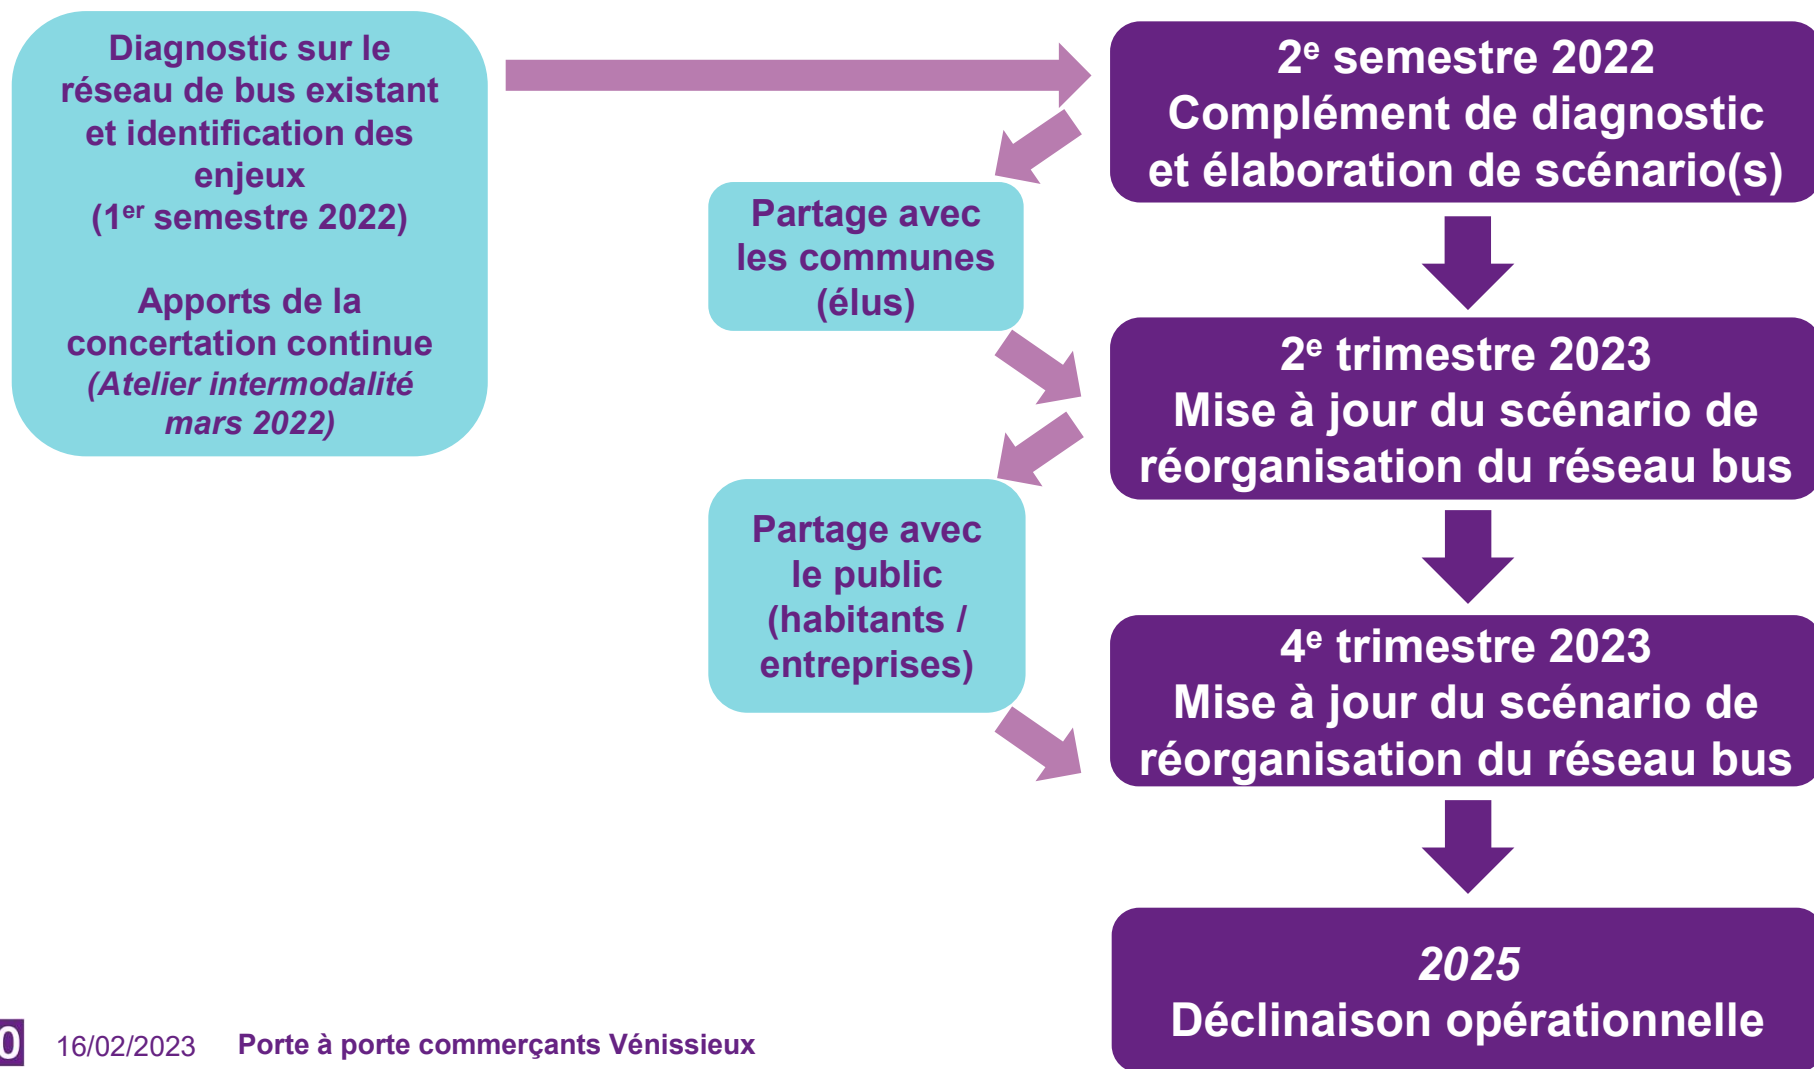 Diagnostic sur le
réseau de bus existant
et identification des
enjeux
(1er semestre 2022)
Apports de la
concertation continue
(Atelier intermodalité
mars 2022)
2e semestre 2022
Complément de diagnostic
et élaboration de scénario(s)
Partage avec
les communes
(élus)
2e trimestre 2023
Mise à jour du scénario de
réorganisation du réseau bus
Partage avec
le public
(habitants /
entreprises)
4e trimestre 2023
Mise à jour du scénario de
réorganisation du réseau bus
2025
Déclinaison opérationnelle
0 16/02/2023 Porte à porte commerçants Vénissieux